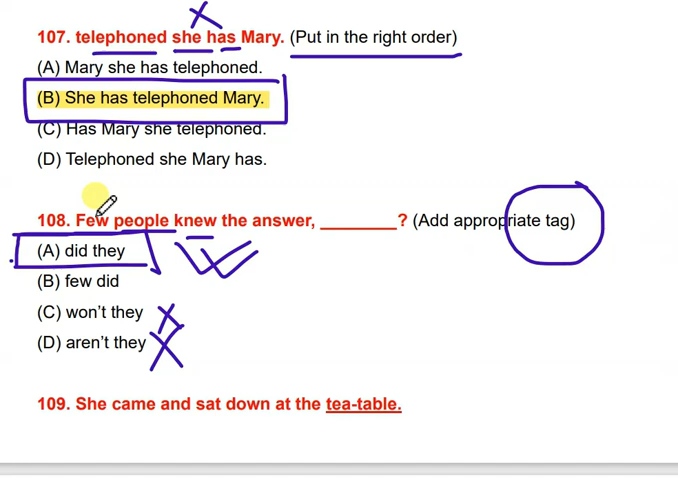 107. telephoned she has Mary. (Put in the right order)
(A) Mary she has telephoned.
(B) She has telephoned Mary.
(C) Has Mary she telephoned.
(D) Telephoned she Mary has.
108. Few people knew the answer, ________? (Add appropriate tag)
(A) did they
(B) few did
(C) won't they
(D) aren't they
109. She came and sat down at the tea-table.